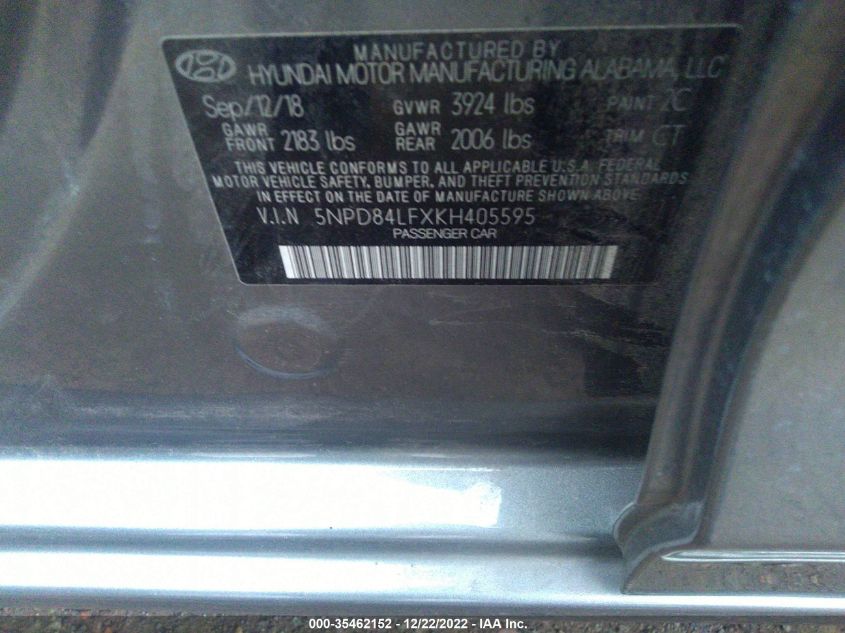 MANUFACTURED BY
HYUNDAI MOTOR MANUFACTURING ALABAMA, LLC
Sep/12/18 GVWR 3924 lbs PAINT 2C
GAWR FRONT 2183 lbs GAWR REAR 2006 lbs TRIM CT
THIS VEHICLE CONFORMS TO ALL APPLICABLE U.S.A. FEDERAL
MOTOR VEHICLE SAFETY, BUMPER, AND THEFT PREVENTION STANDARDS
IN EFFECT ON THE DATE OF MANUFACTURE SHOWN ABOVE
V.I.N 5NPD84LFXKH405595
PASSENGER CAR
000-35462152 - 12/22/2022 - IAA Inc.